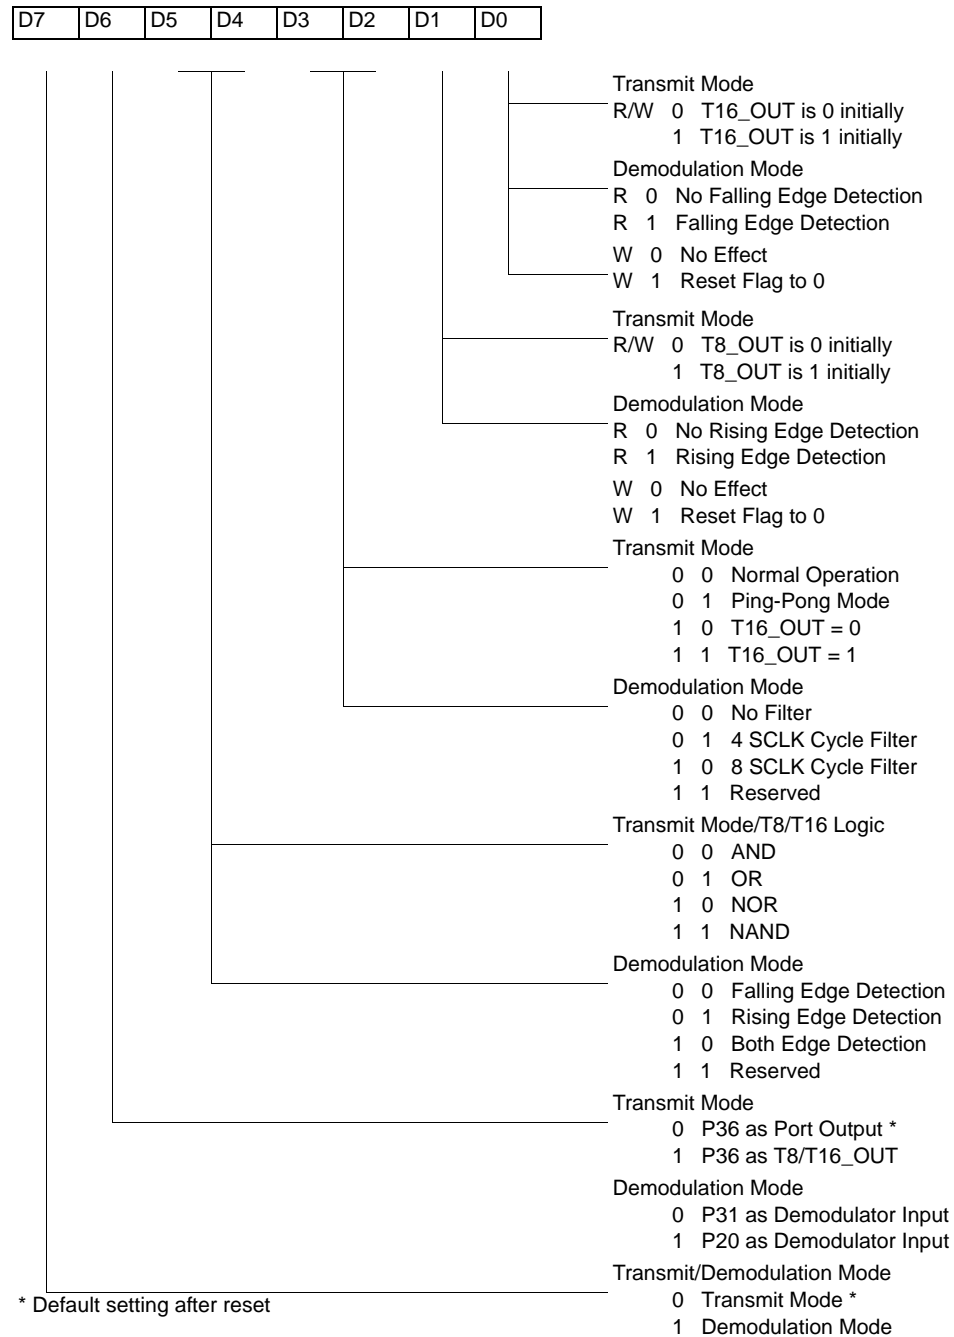 D7 D6 D5 D4 D3 D2 D1 D0
Transmit Mode
R/W 0 T16_OUT is 0 initially
1 T16_OUT is 1 initially
Demodulation Mode
R 0 No Falling Edge Detection
R 1 Falling Edge Detection
W 0 No Effect
W 1 Reset Flag to 0
Transmit Mode
R/W 0 T8_OUT is 0 initially
1 T8_OUT is 1 initially
Demodulation Mode
R 0 No Rising Edge Detection
R 1 Rising Edge Detection
W 0 No Effect
W 1 Reset Flag to 0
Transmit Mode
0 0 Normal Operation
0 1 Ping-Pong Mode
1 0 T16_OUT = 0
1 1 T16_OUT = 1
Demodulation Mode
0 0 No Filter
0 1 4 SCLK Cycle Filter
1 0 8 SCLK Cycle Filter
1 1 Reserved
Transmit Mode/T8/T16 Logic
0 0 AND
0 1 OR
1 0 NOR
1 1 NAND
Demodulation Mode
0 0 Falling Edge Detection
0 1 Rising Edge Detection
1 0 Both Edge Detection
1 1 Reserved
Transmit Mode
0 P36 as Port Output *
1 P36 as T8/T16_OUT
Demodulation Mode
0 P31 as Demodulator Input
1 P20 as Demodulator Input
Transmit/Demodulation Mode
0 Transmit Mode *
1 Demodulation Mode
* Default setting after reset